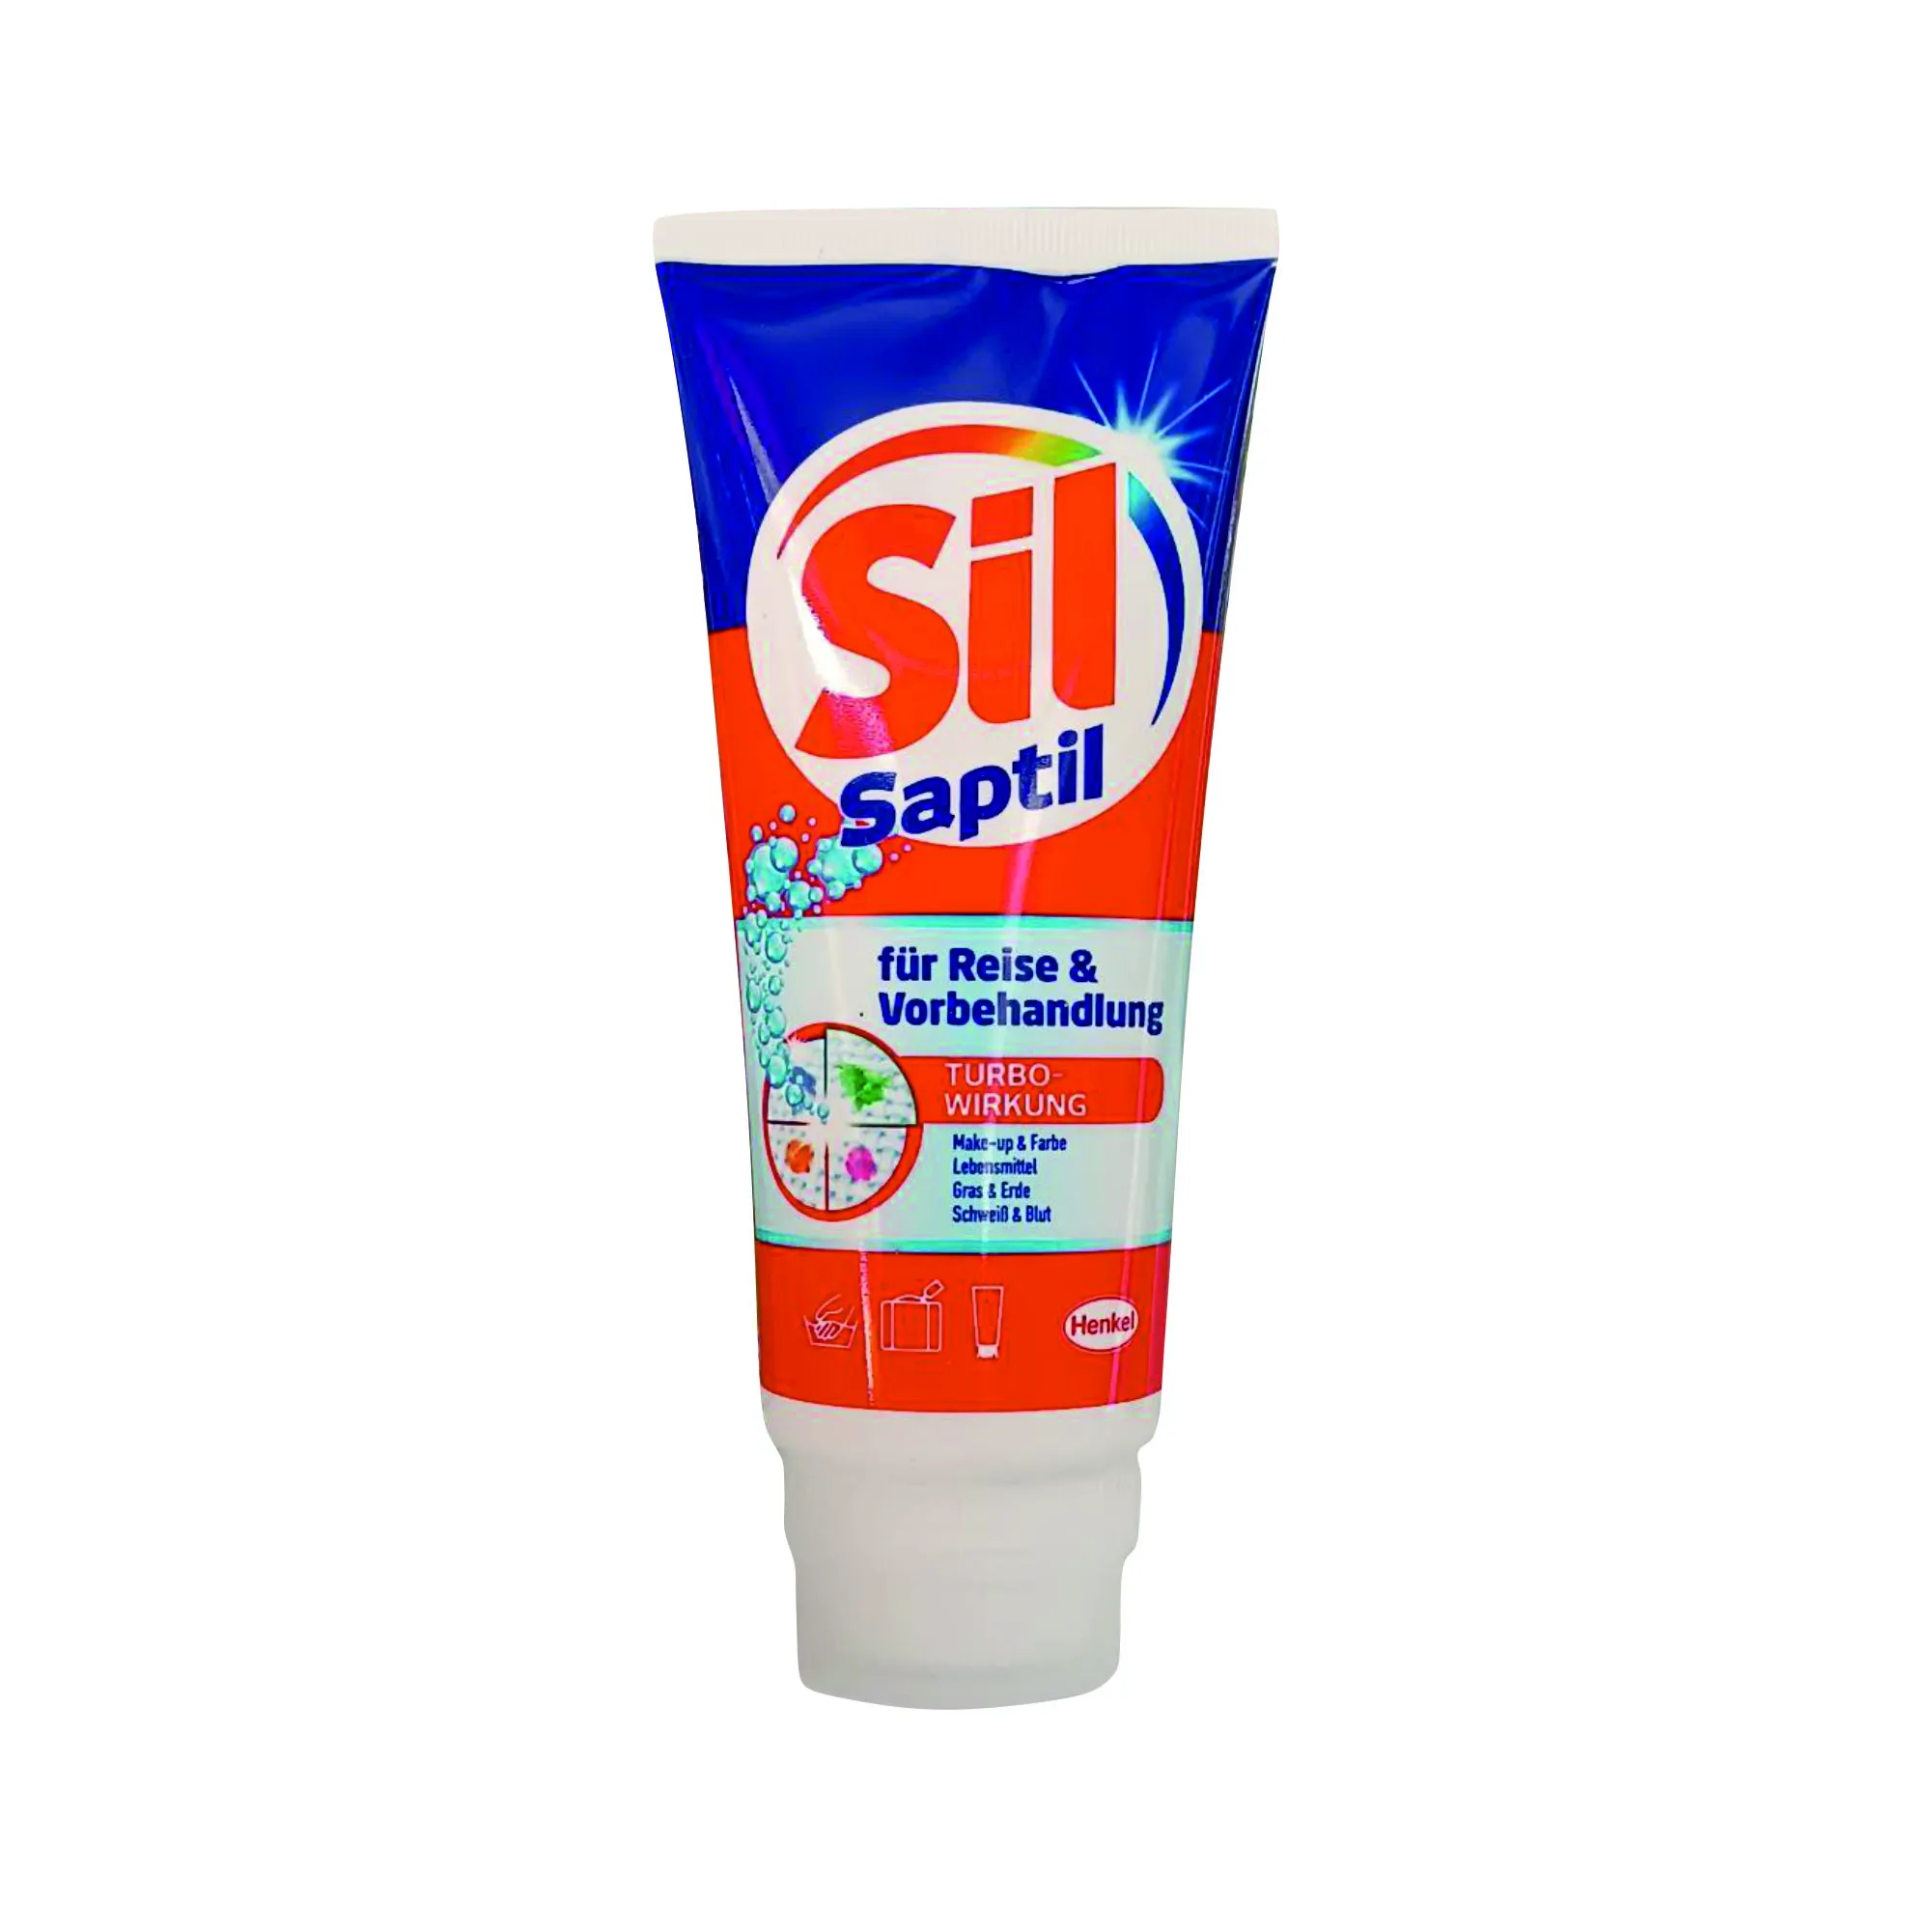 Sil
Saptil
für Reise &
Vorbehandlung
TURBO-
WIRKUNG
Make-up & Farbe
Lebensmittel
Gras & Erde
Schweiß & Blut
Henkel